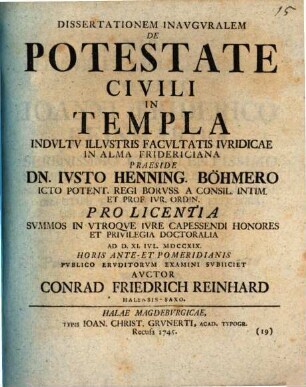 15
DISSERTATIONEM INAVGVRALEM
DE
POTESTATE
CIVILI
IN
TEMPLA
INDVLTV ILLVSTRIS FACVLTATIS IVRIDICAE
IN ALMA FRIDERICIANA
PRAESIDE
DN. IVSTO HENNING. BÖHMERO
ICTO POTENT. REGI BORVSS. A CONSIL. INTIM.
ET PROF. IVR. ORDIN.
PRO LICENTIA
SVMMOS IN VTROQVE IVRE CAPESSENDI HONORES
ET PRIVILEGIA DOCTORALIA
AD D. XI. IVL. MDCCXIX.
HORIS ANTE- ET POMERIDIANIS
PVBLICO ERVDITORVM EXAMINI SVBIICIET
AVCTOR
CONRAD FRIEDRICH REINHARD
HALAE MAGDEBVRGICAE,
TYPIS IOAN. CHRIST. GRVNERTI, ACAD. TYPOGR.
Recusa 1745.
(19)